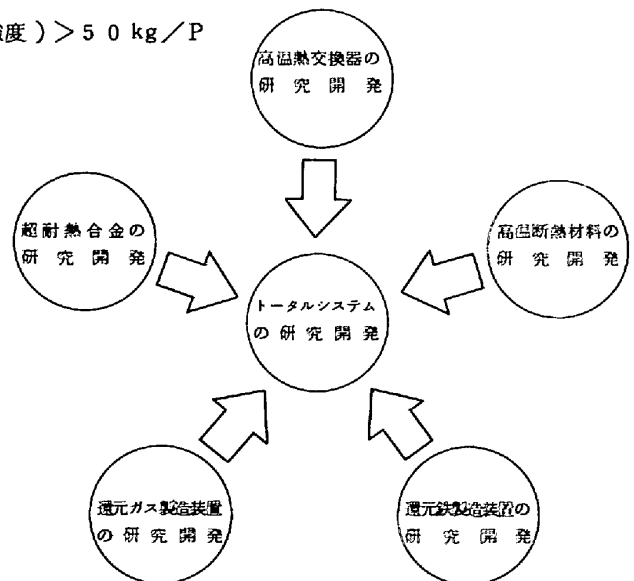 度)>50kg/P
高温熱交換器の
研究開発
超耐熱合金の
研究開発
高温断熱材料の
研究開発
トータルシステム
の研究開発
還元ガス製造装置
の研究開発
還元鉄製造装置の
研究開発